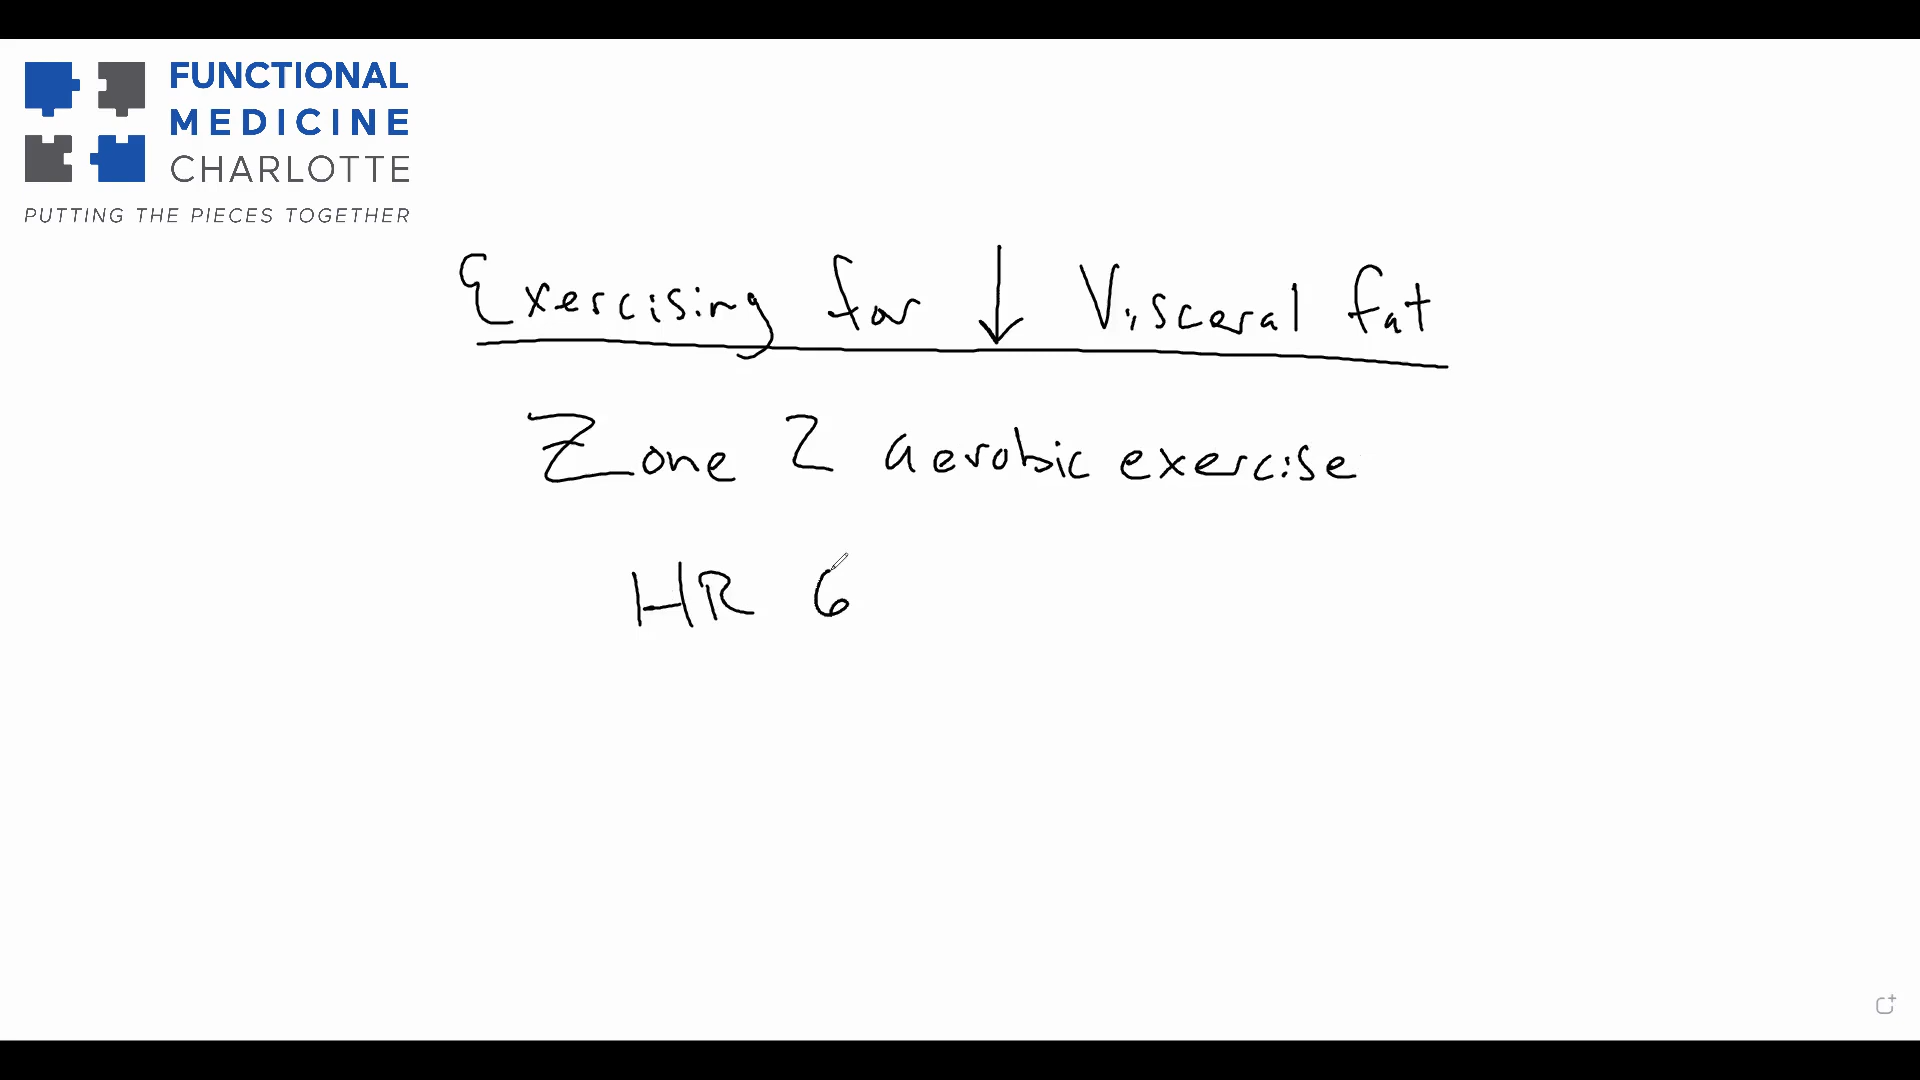 FUNCTIONAL
MEDICINE
CHARLOTTE
PUTTING THE PIECES TOGETHER
Exercising for ↓ Visceral fat
Zone 2 aerobic exercise
HR 6